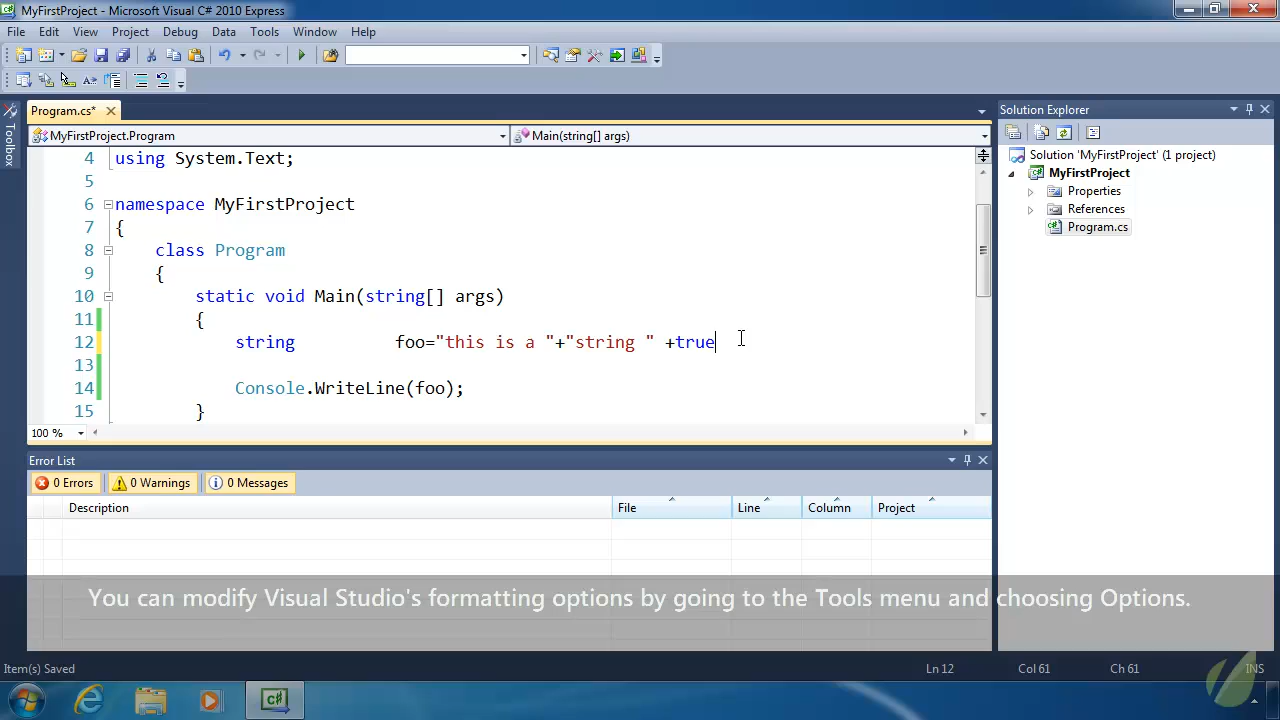 MyFirstProject - Microsoft Visual C# 2010 Express
File Edit View Project Debug Data Tools Window Help
Toolbox
Program.cs*
MyFirstProject.Program Main(string[] args)
4 using System.Text;
5
6 namespace MyFirstProject
7 {
8 class Program
9 {
10 static void Main(string[] args)
11 {
12 string foo="this is a "+"string " +true
13
14 Console.WriteLine(foo);
15 }
100 %
Solution Explorer
Solution 'MyFirstProject' (1 project)
MyFirstProject
Properties
References
Program.cs
Error List
0 Errors 0 Warnings 0 Messages
Description File Line Column Project
You can modify Visual Studio's formatting options by going to the Tools menu and choosing Options.
Item(s) Saved Ln 12 Col 61 Ch 61 INS
C#